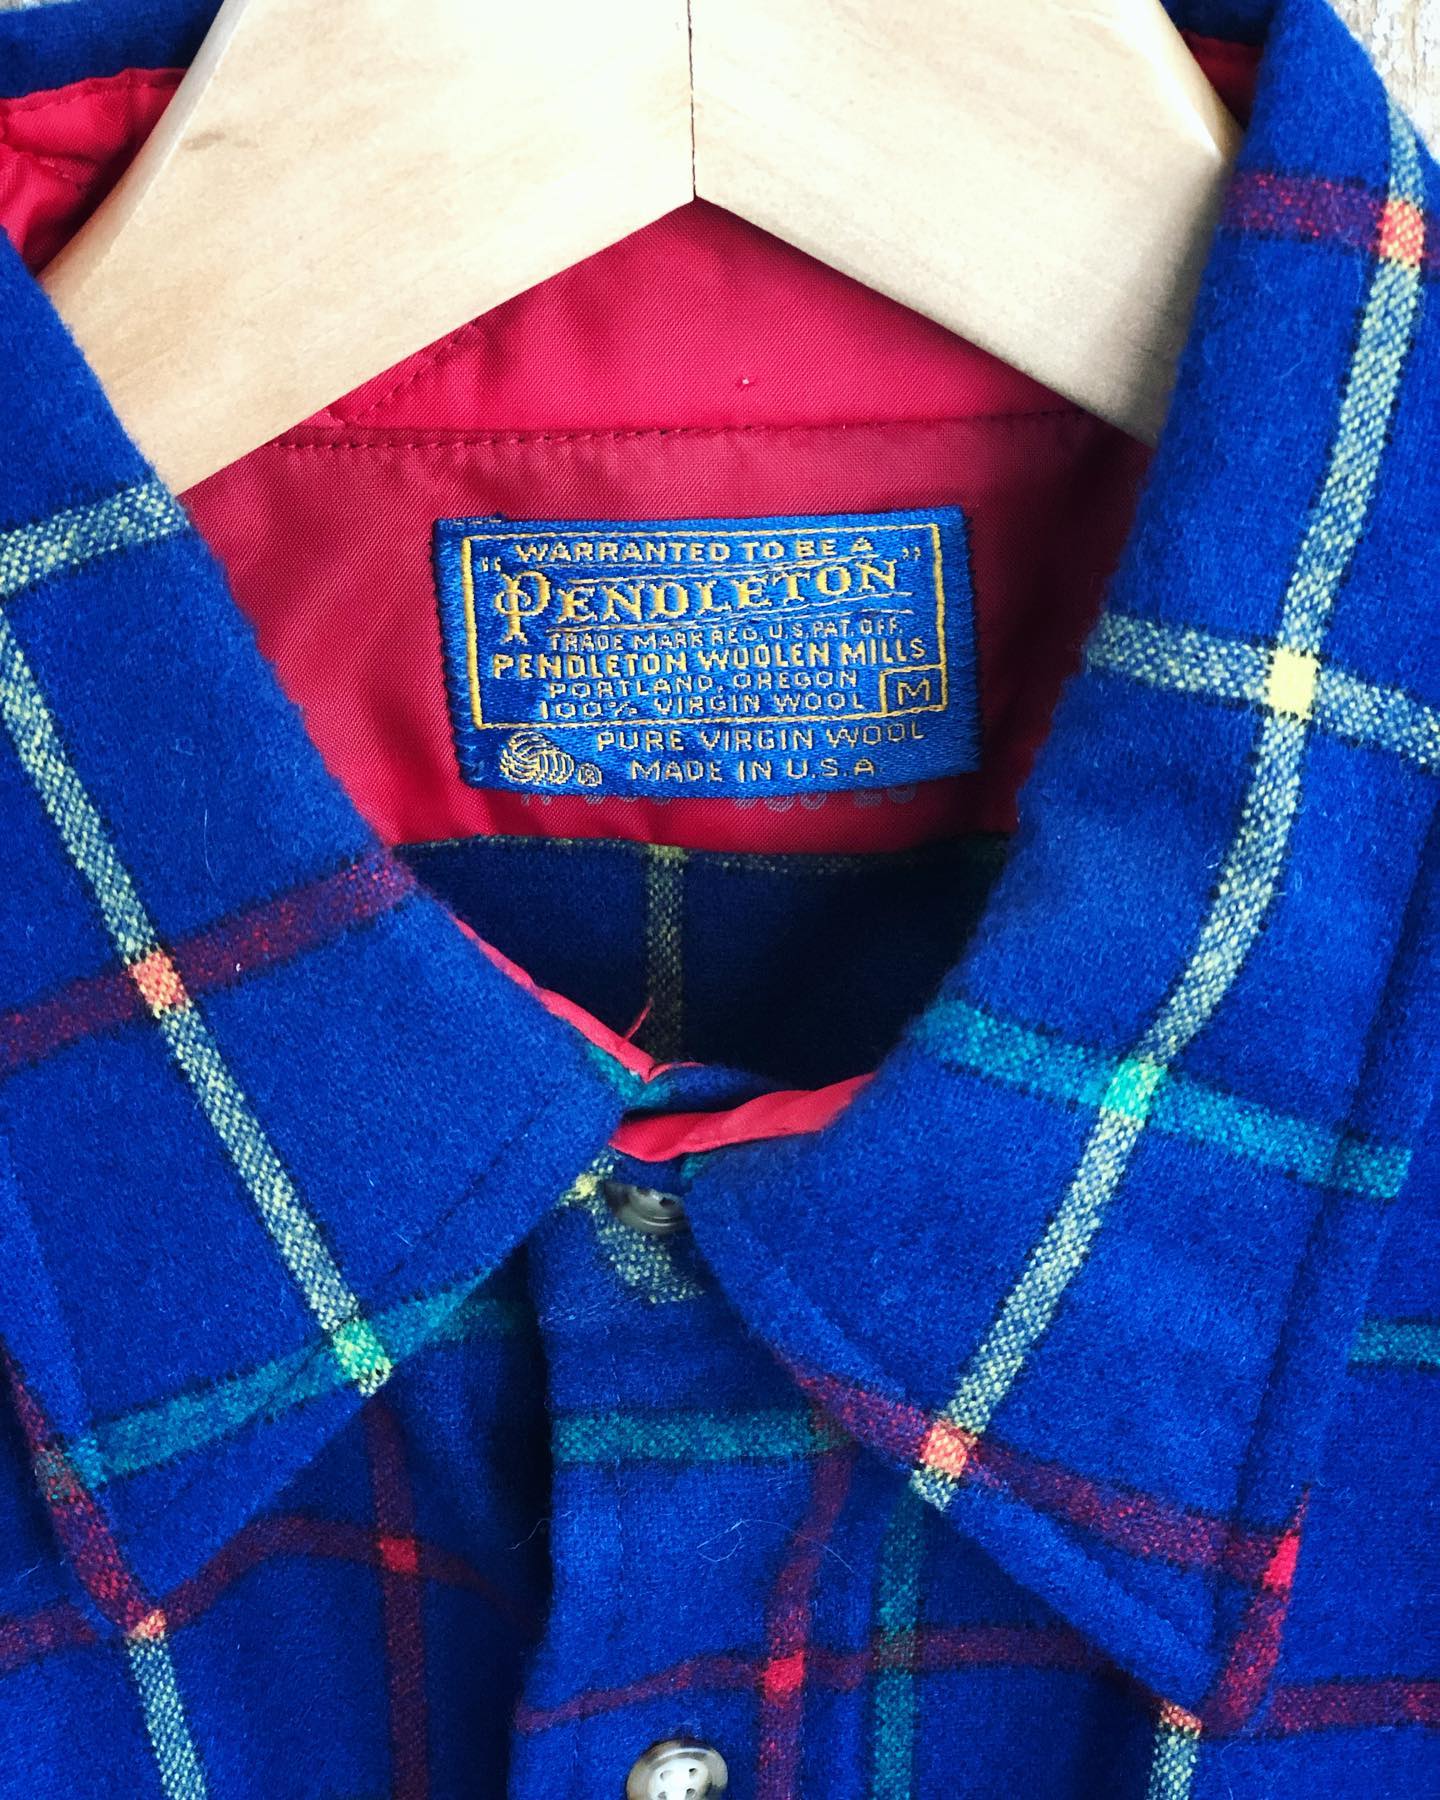 WARRANTED TO BE A
"PENDLETON"
TRADE MARK REG. U.S. PAT. OFF.
PENDLETON WOOLEN MILLS
PORTLAND, OREGON
100% VIRGIN WOOL M
PURE VIRGIN WOOL
® MADE IN U.S.A